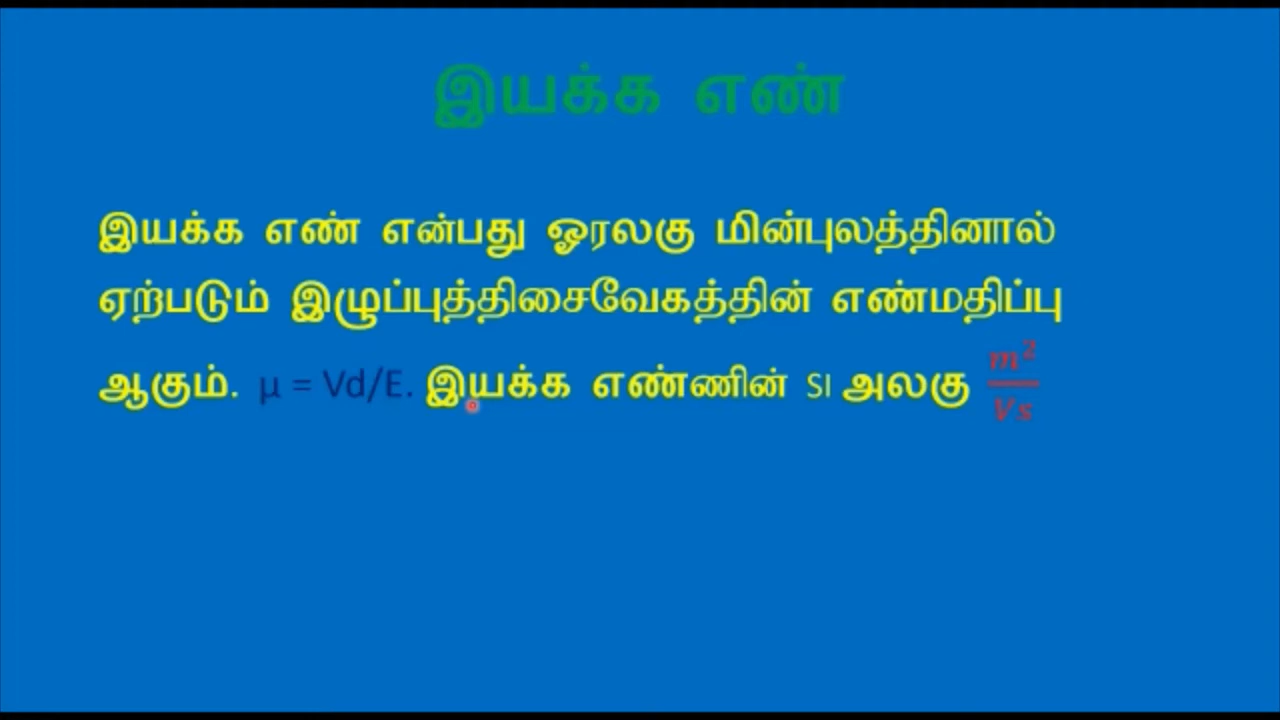 இயக்க எண்
இயக்க எண் என்பது ஓரலகு மின்புலத்தினால்
ஏற்படும் இழுப்புத்திசைவேகத்தின் எண்மதிப்பு
ஆகும். μ = Vd/E. இயக்க எண்ணின் SI அலகு m²/Vs